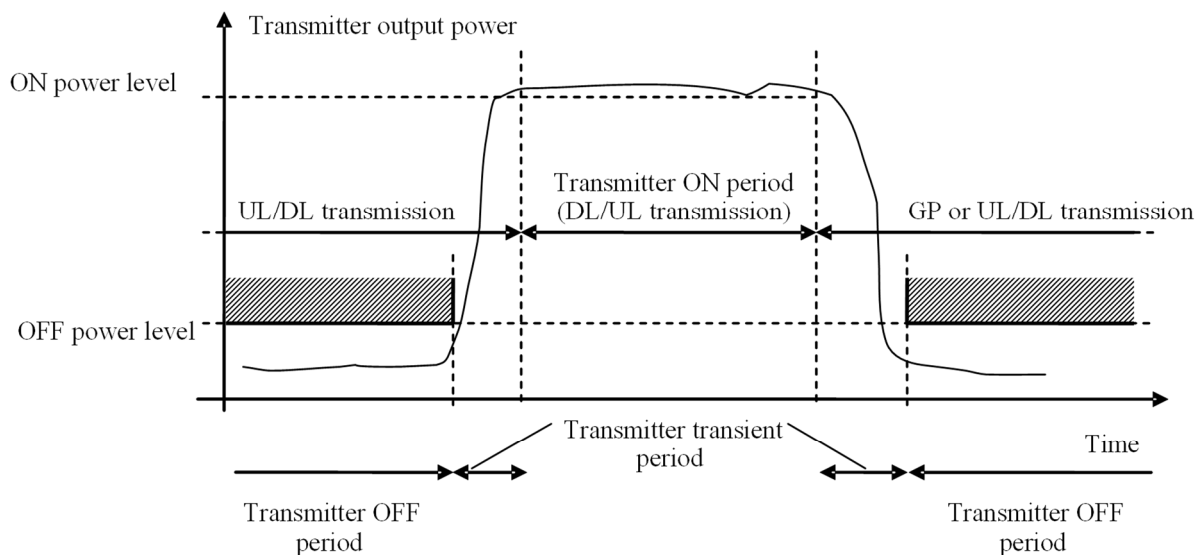 Transmitter output power
ON power level
Transmitter ON period
(DL/UL transmission)
UL/DL transmission
GP or UL/DL transmission
OFF power level
Transmitter transient
period
Time
Transmitter OFF
period
Transmitter OFF
period